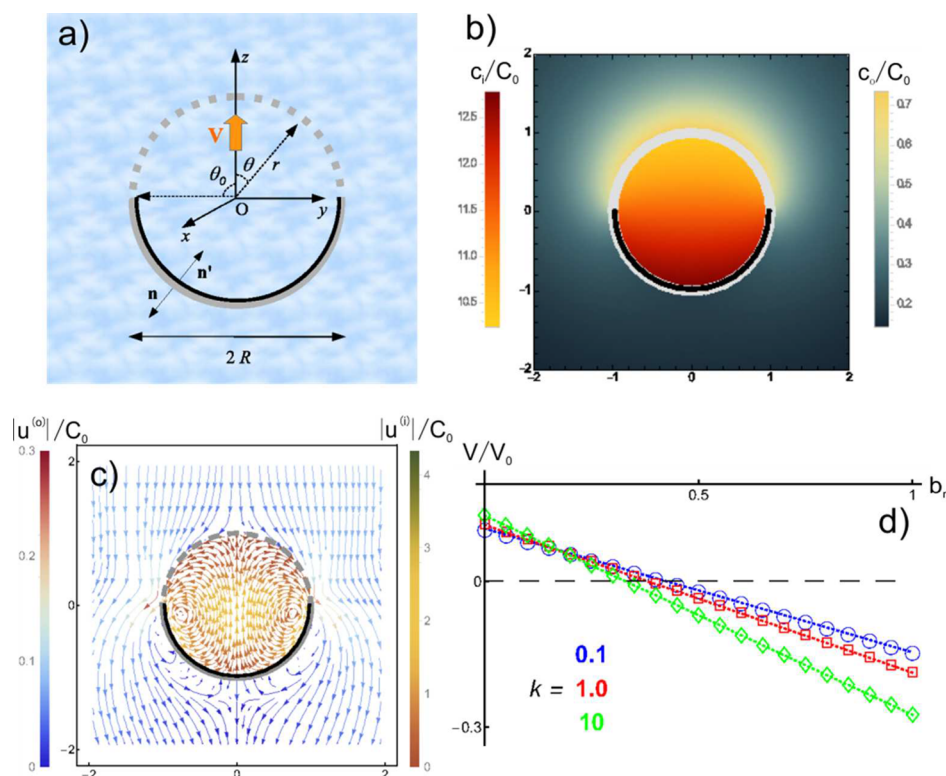 a)
z
V
θ
θ₀
r
O
y
x
n'
n
2 R
b)
cᵢ/C₀
12.5
12.0
11.5
11.0
10.5
2
1
0
−1
−2
−2 −1 0 1 2
cₒ/C₀
0.7
0.6
0.5
0.4
0.3
0.2
|u⁽ᵒ⁾|/C₀
0.3
0.2
0.1
0
c)
2
0
−2
−2 0 2
|u⁽ⁱ⁾|/C₀
4
3
2
1
0
V/V₀
0.5 1
d)
0
0.1
k = 1.0
10
−0.3